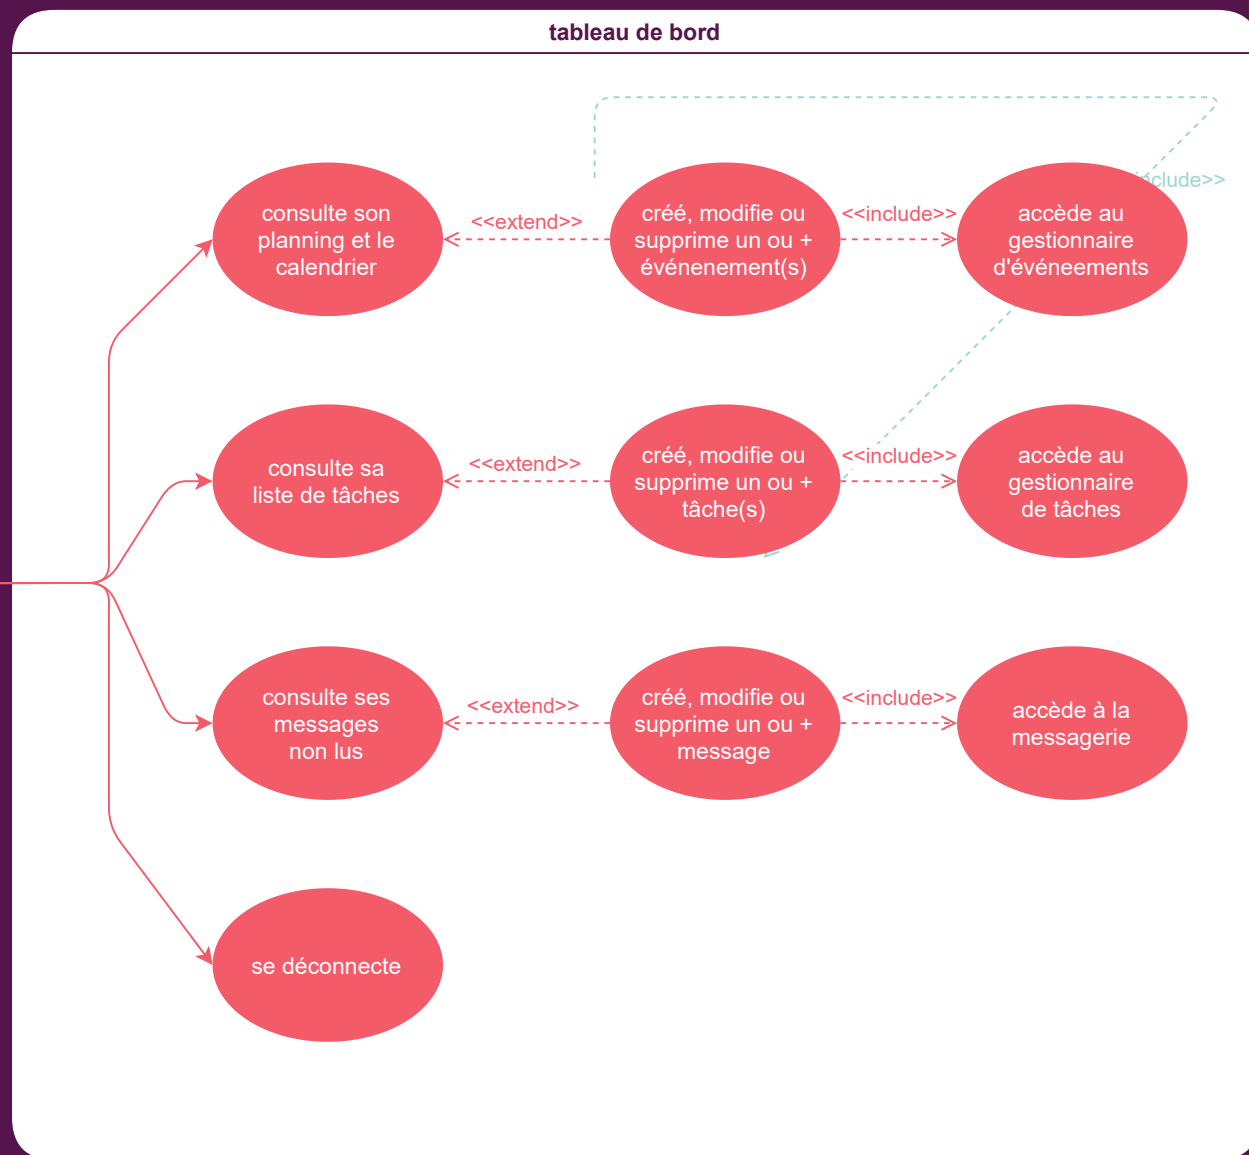 tableau de bord
consulte son
planning et le
calendrier
<<extend>>
créé, modifie ou
supprime un ou +
événenement(s)
<<include>>
accède au
gestionnaire
d'événeements
include>>
consulte sa
liste de tâches
<<extend>>
créé, modifie ou
supprime un ou +
tâche(s)
<<include>>
accède au
gestionnaire
de tâches
consulte ses
messages
non lus
<<extend>>
créé, modifie ou
supprime un ou +
message
<<include>>
accède à la
messagerie
se déconnecte